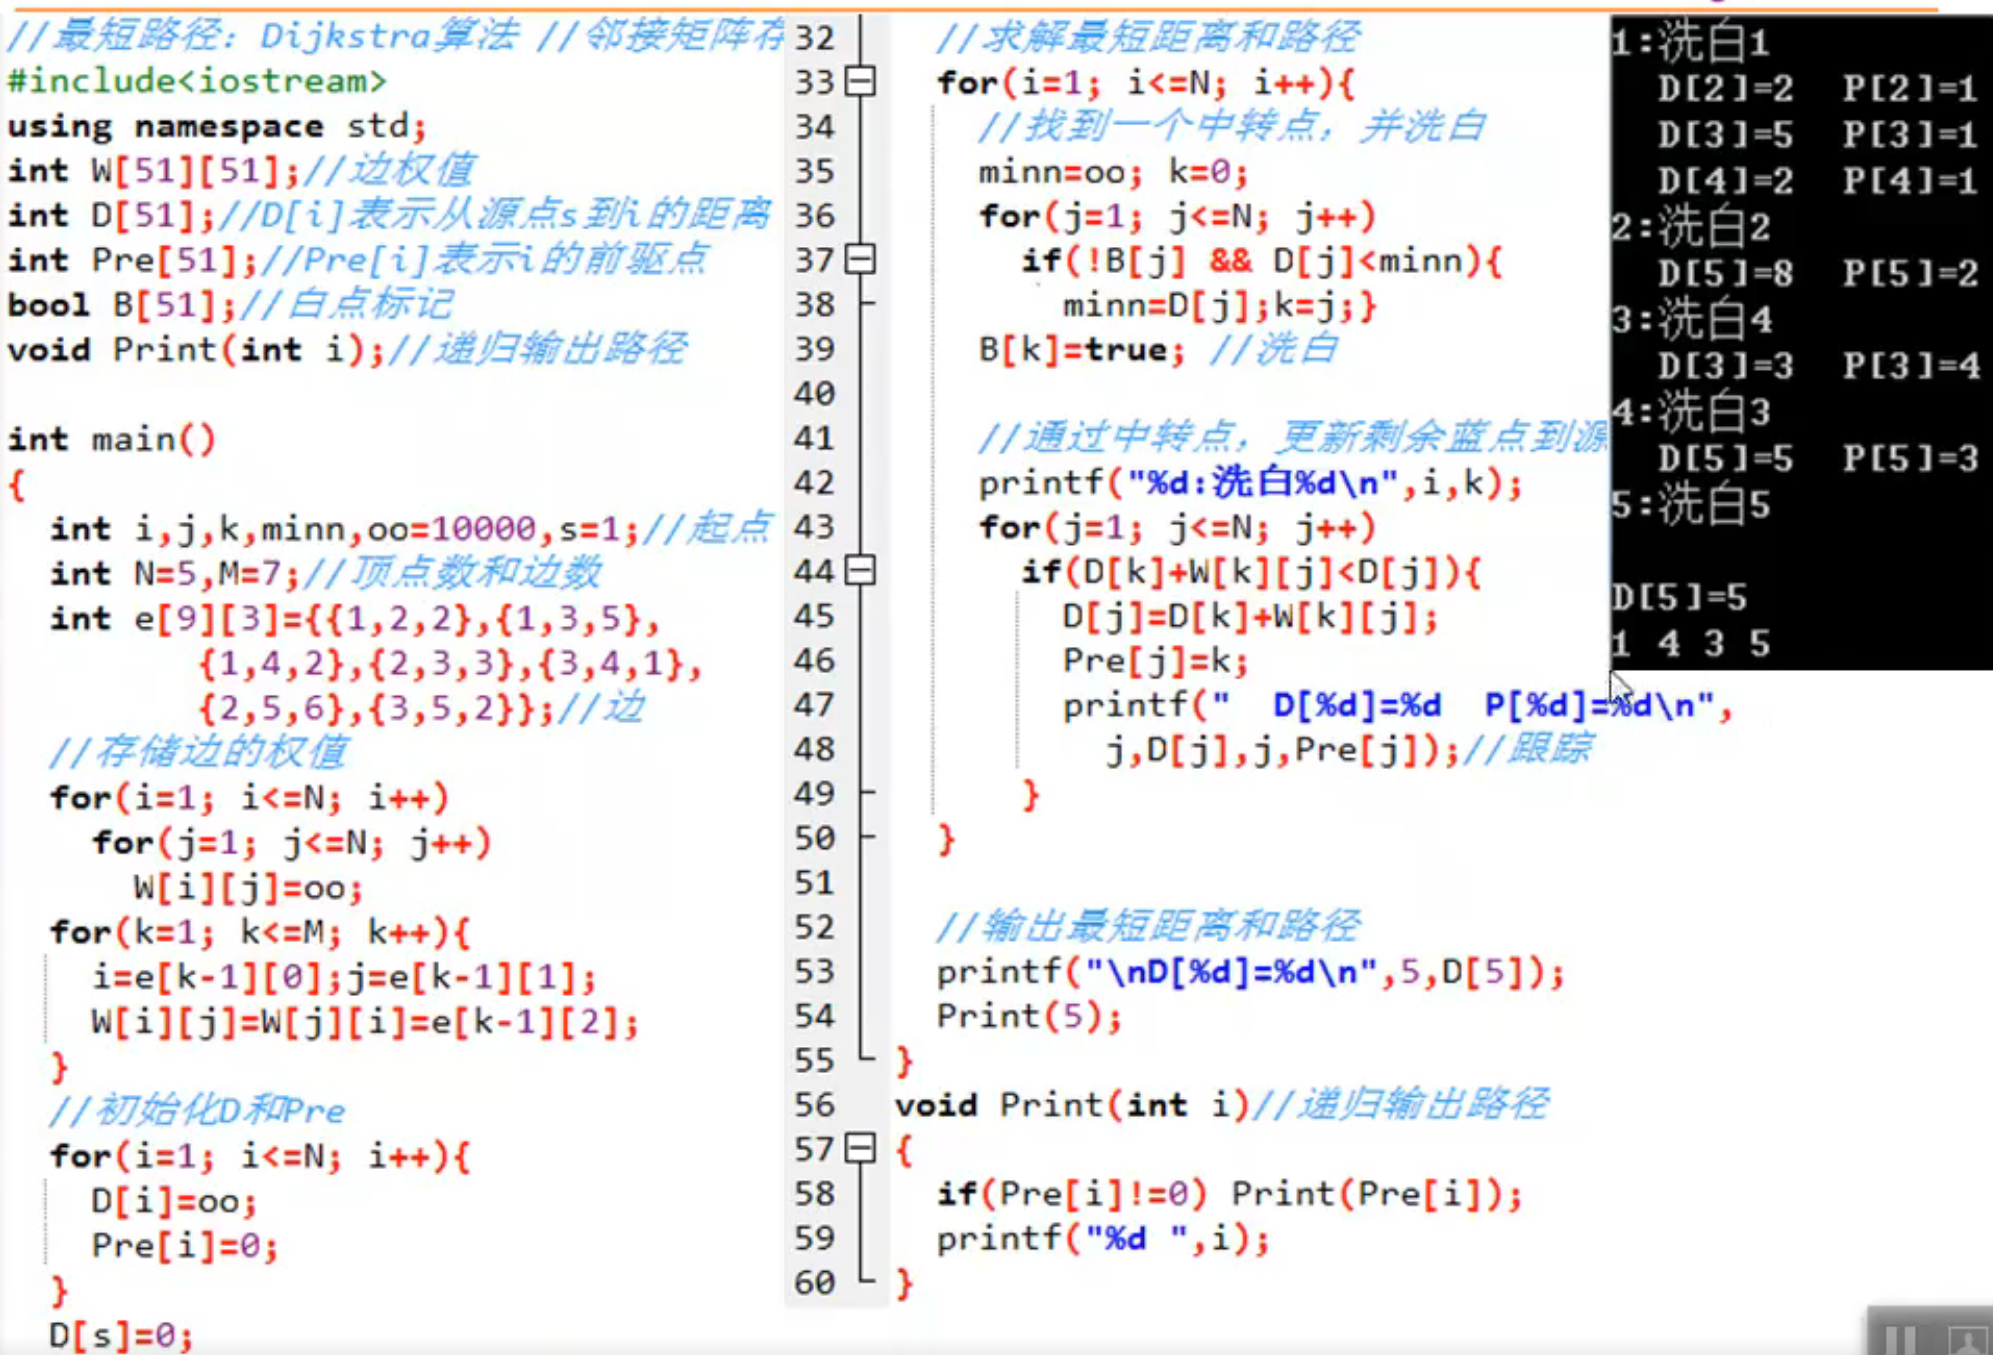 //最短路径：Dijkstra算法 //邻接矩阵存
#include<iostream>
using namespace std;
int W[51][51];//边权值
int D[51];//D[i]表示从源点s到i的距离
int Pre[51];//Pre[i]表示i的前驱点
bool B[51];//白点标记
void Print(int i);//递归输出路径
int main()
{
int i,j,k,minn,oo=10000,s=1;//起点
int N=5,M=7;//顶点数和边数
int e[9][3]={{1,2,2},{1,3,5},
{1,4,2},{2,3,3},{3,4,1},
{2,5,6},{3,5,2}};//边
//存储边的权值
for(i=1; i<=N; i++)
for(j=1; j<=N; j++)
W[i][j]=oo;
for(k=1; k<=M; k++){
i=e[k-1][0];j=e[k-1][1];
W[i][j]=W[j][i]=e[k-1][2];
}
//初始化D和Pre
for(i=1; i<=N; i++){
D[i]=oo;
Pre[i]=0;
}
D[s]=0;
32 //求解最短距离和路径
33 for(i=1; i<=N; i++){
34 //找到一个中转点，并洗白
35 minn=oo; k=0;
36 for(j=1; j<=N; j++)
37 if(!B[j] && D[j]<minn){
38 minn=D[j];k=j;}
39 B[k]=true; //洗白
40
41 //通过中转点，更新剩余蓝点到源
42 printf("%d:洗白%d\n",i,k);
43 for(j=1; j<=N; j++)
44 if(D[k]+W[k][j]<D[j]){
45 D[j]=D[k]+W[k][j];
46 Pre[j]=k;
47 printf("  D[%d]=%d  P[%d]=%d\n",
48 j,D[j],j,Pre[j]);//跟踪
49 }
50 }
51
52 //输出最短距离和路径
53 printf("\nD[%d]=%d\n",5,D[5]);
54 Print(5);
55 }
56 void Print(int i)//递归输出路径
57 {
58 if(Pre[i]!=0) Print(Pre[i]);
59 printf("%d ",i);
60 }
1:洗白1
D[2]=2  P[2]=1
D[3]=5  P[3]=1
D[4]=2  P[4]=1
2:洗白2
D[5]=8  P[5]=2
3:洗白4
D[3]=3  P[3]=4
4:洗白3
D[5]=5  P[5]=3
5:洗白5
D[5]=5
1 4 3 5